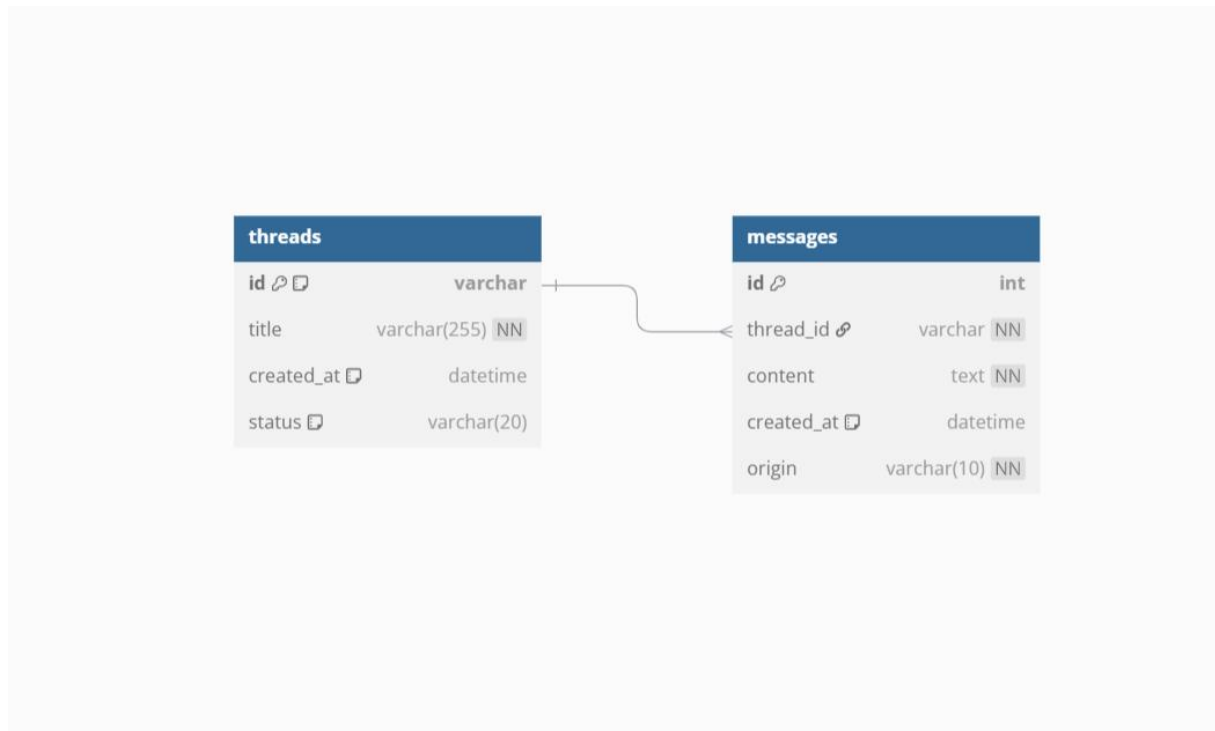 threads
id varchar
title varchar(255) NN
created_at datetime
status varchar(20)
messages
id int
thread_id varchar NN
content text NN
created_at datetime
origin varchar(10) NN